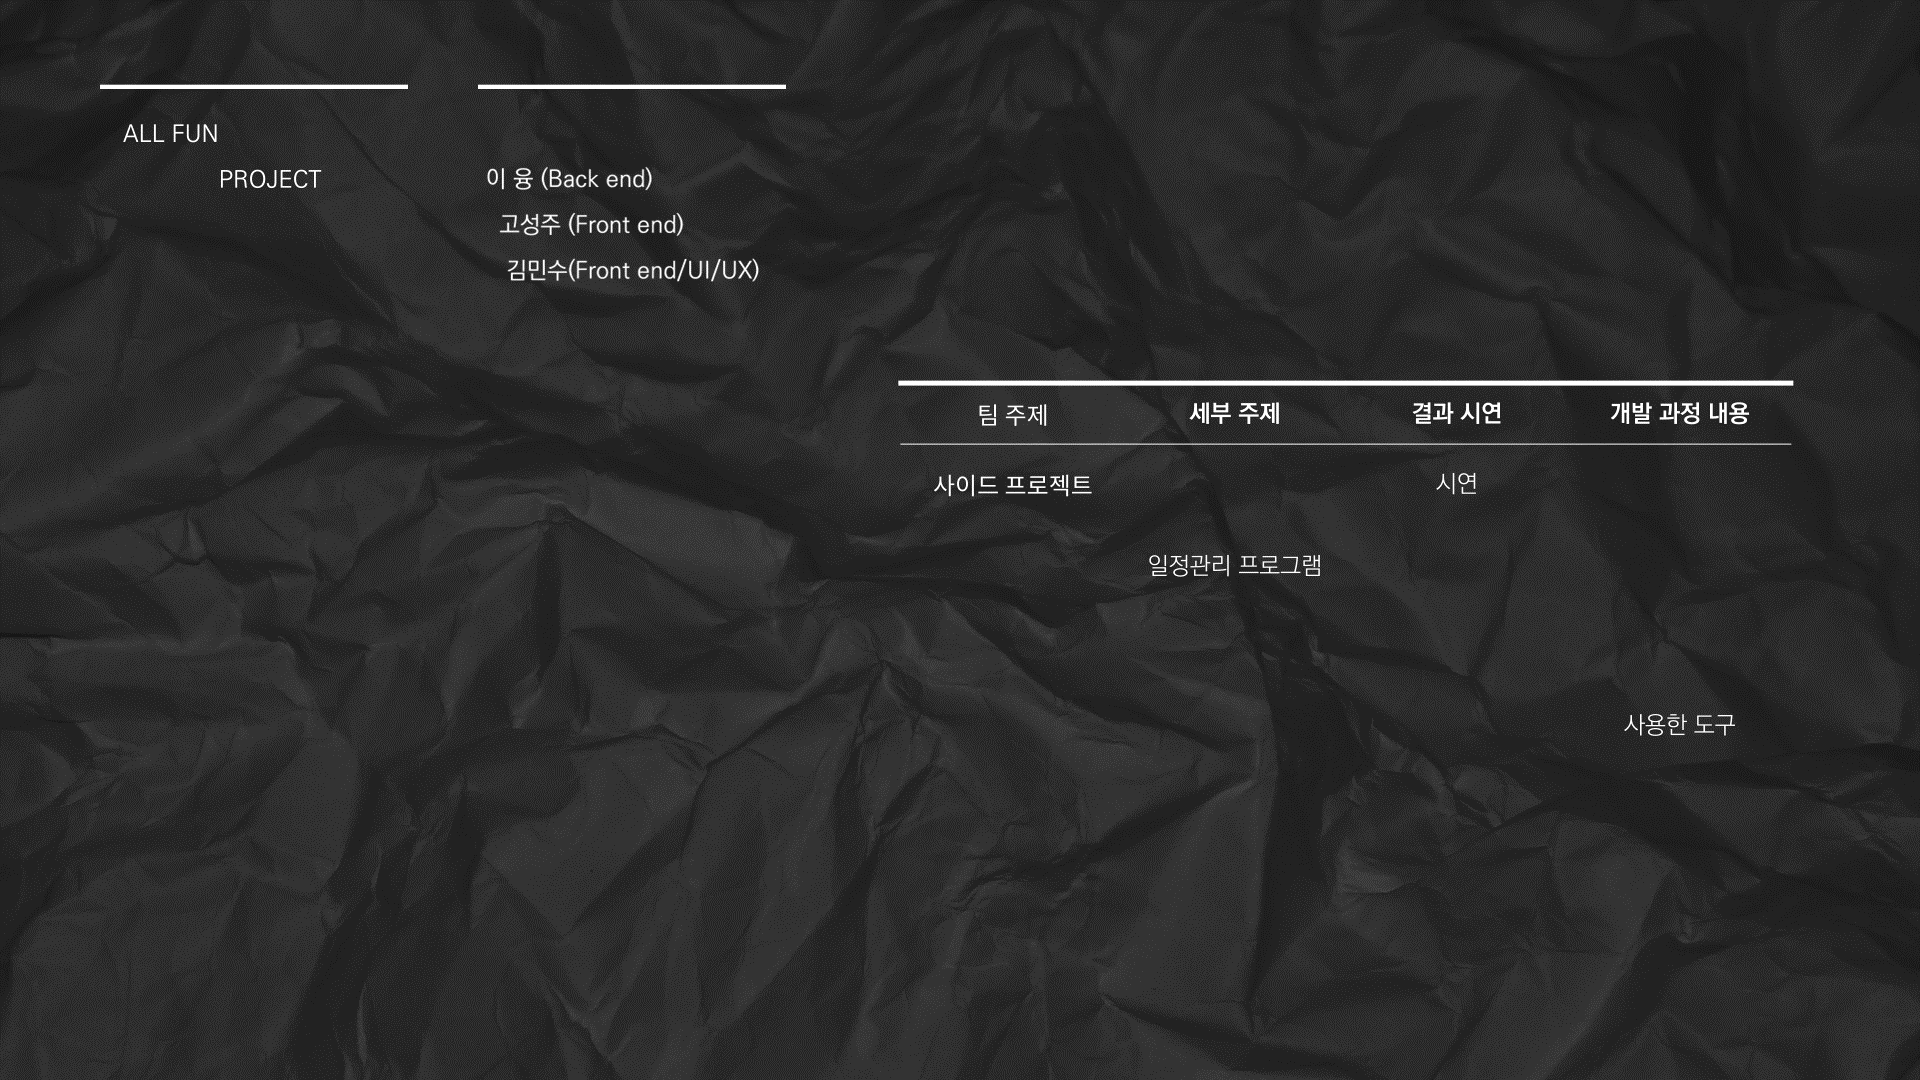 ALL FUN
PROJECT
이 융 (Back end)
고성주 (Front end)
김민수(Front end/UI/UX)
팀 주제 세부 주제 결과 시연 개발 과정 내용
사이드 프로젝트 시연
일정관리 프로그램
사용한 도구